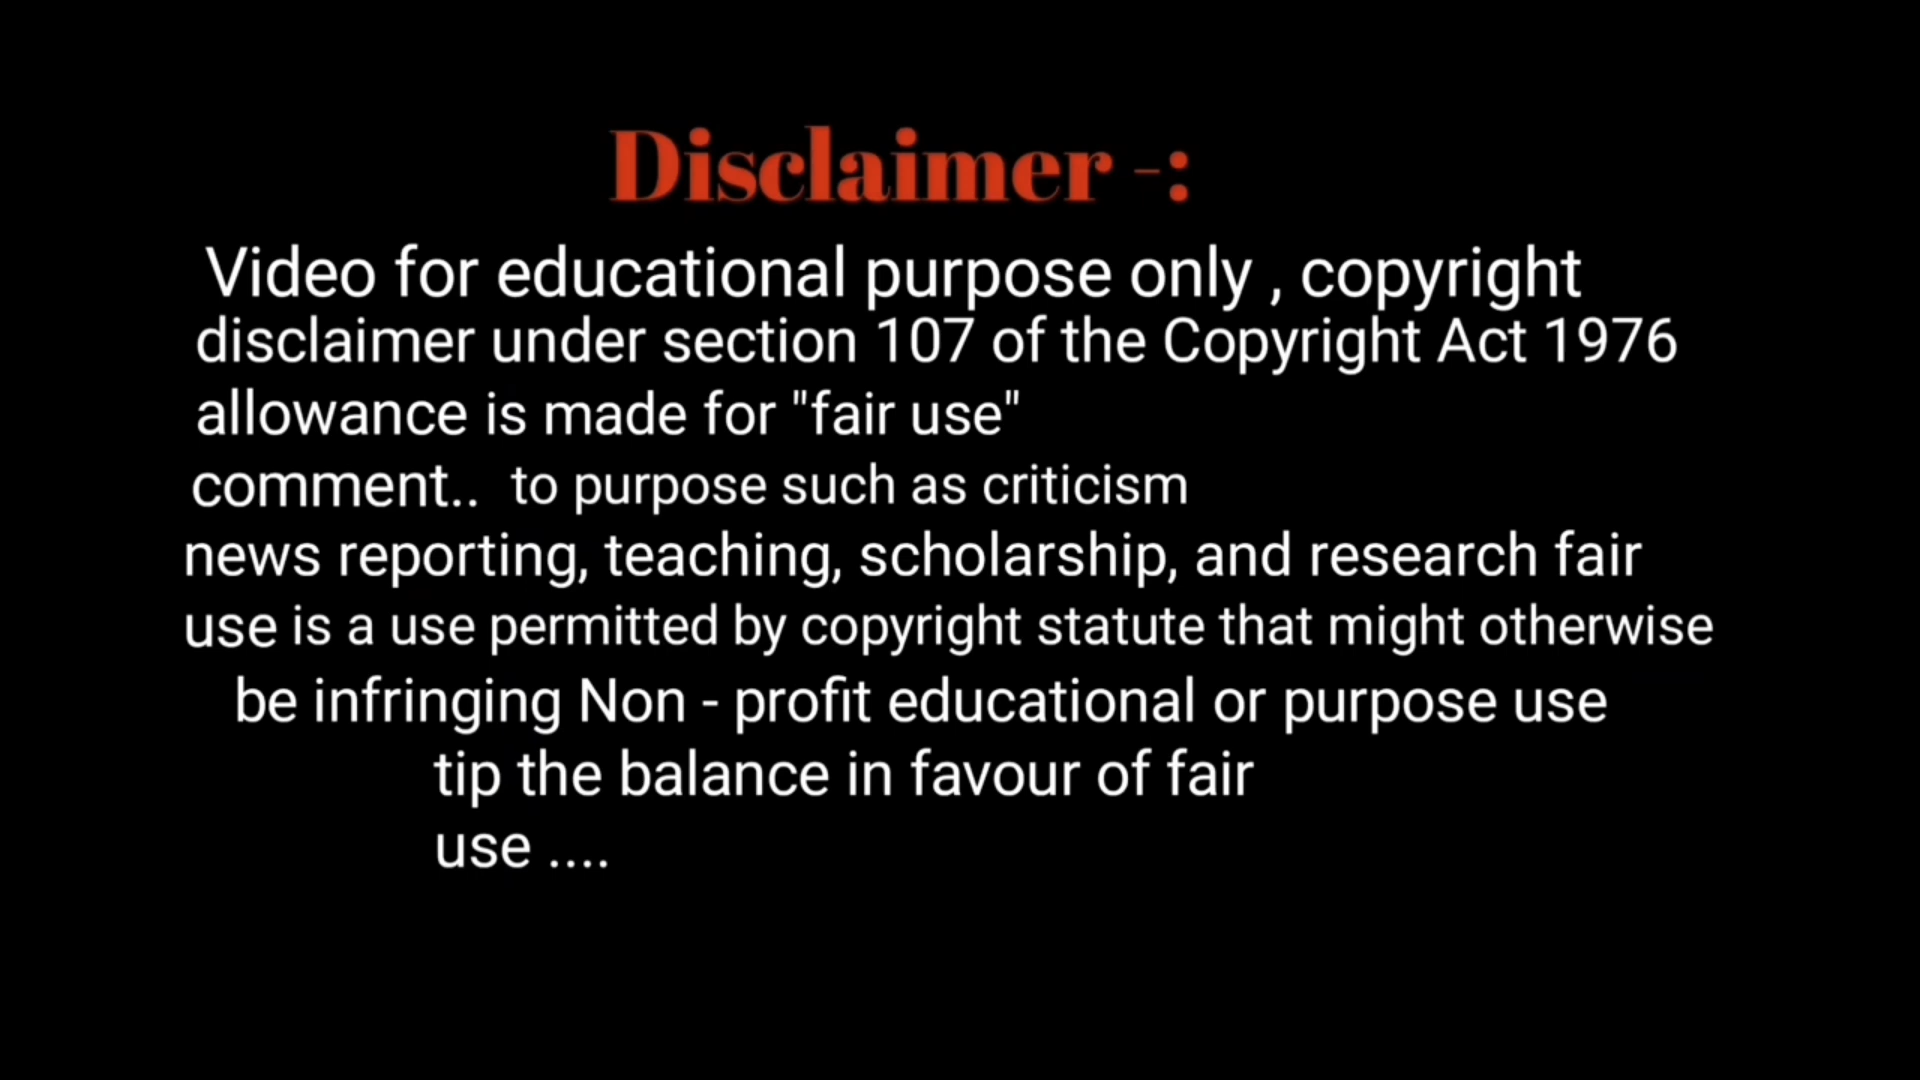 Disclaimer -:
Video for educational purpose only , copyright
disclaimer under section 107 of the Copyright Act 1976
allowance is made for "fair use"
comment.. to purpose such as criticism
news reporting, teaching, scholarship, and research fair
use is a use permitted by copyright statute that might otherwise
be infringing Non - profit educational or purpose use
tip the balance in favour of fair
use ....